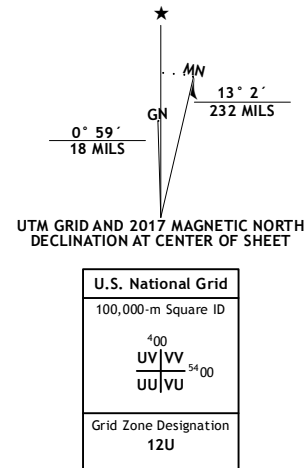 ★
MN
GN
13° 2´
232 MILS
0° 59´
18 MILS
UTM GRID AND 2017 MAGNETIC NORTH
DECLINATION AT CENTER OF SHEET
U.S. National Grid
100,000-m Square ID
400
UV VV
5400
UU VU
Grid Zone Designation
12U